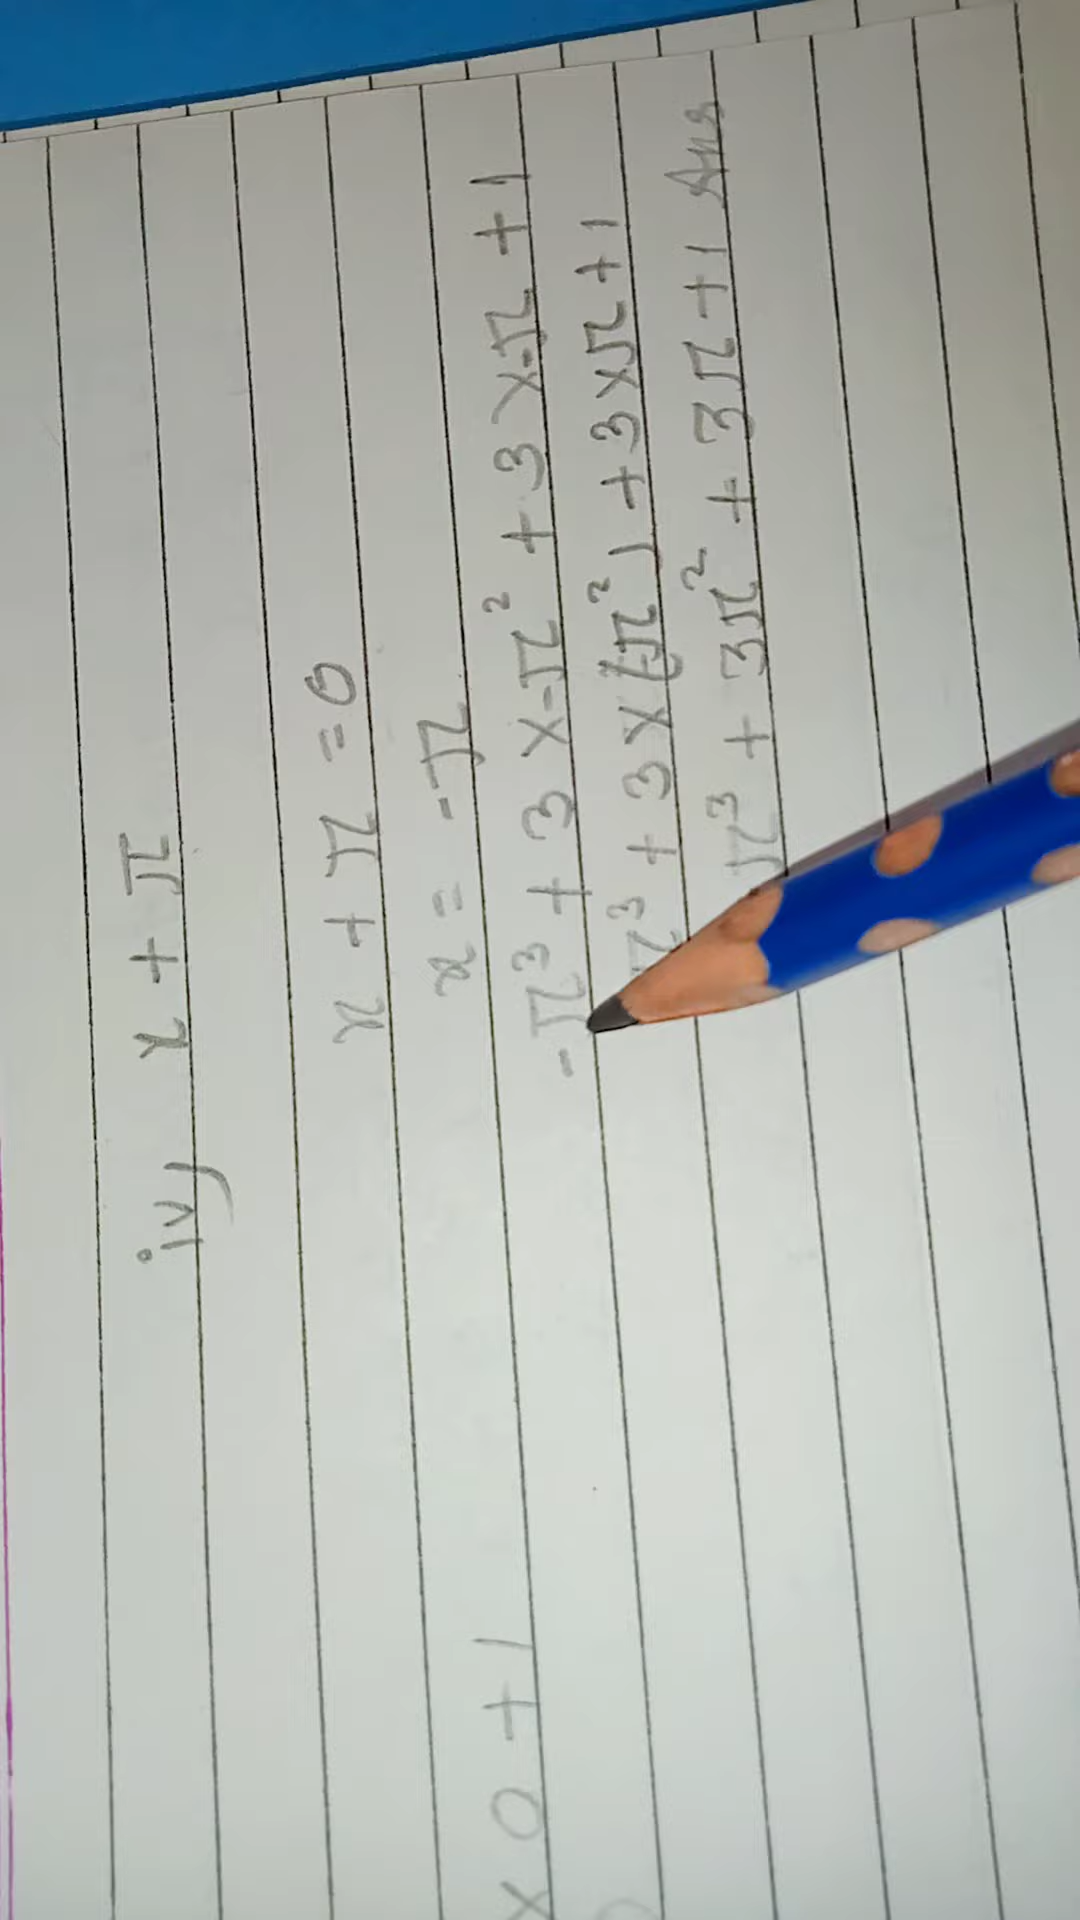 iv) x + π
x + π = 0
x = -π
-π³ + 3 × -π² + 3 × -π + 1
π³ + 3 × (π²) + 3 × π + 1
π³ + 3π² + 3π + 1 Ans
× 0 + 1